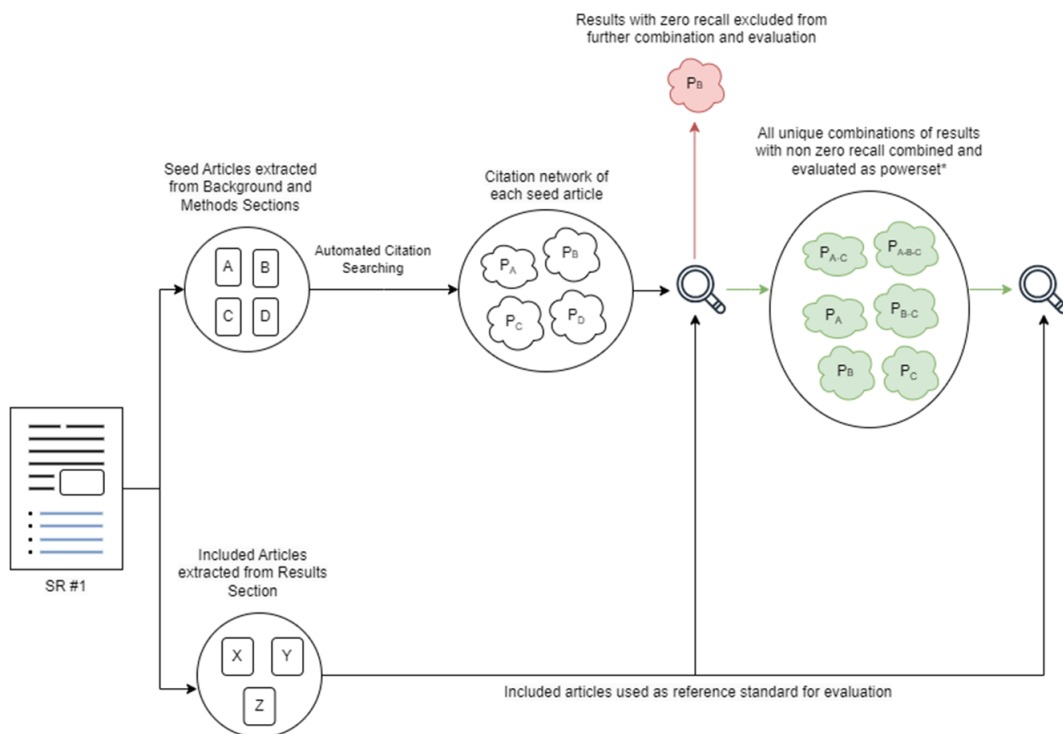 Results with zero recall excluded from
further combination and evaluation
PB
All unique combinations of results
with non zero recall combined and
evaluated as powerset*
Seed Articles extracted
from Background and
Methods Sections
Citation network of
each seed article
Automated Citation
Searching
A
B
C
D
PA
PB
PC
PD
PA-C
PA-B-C
PA
PB-C
PB
PC
SR #1
Included Articles
extracted from Results
Section
X
Y
Z
Included articles used as reference standard for evaluation